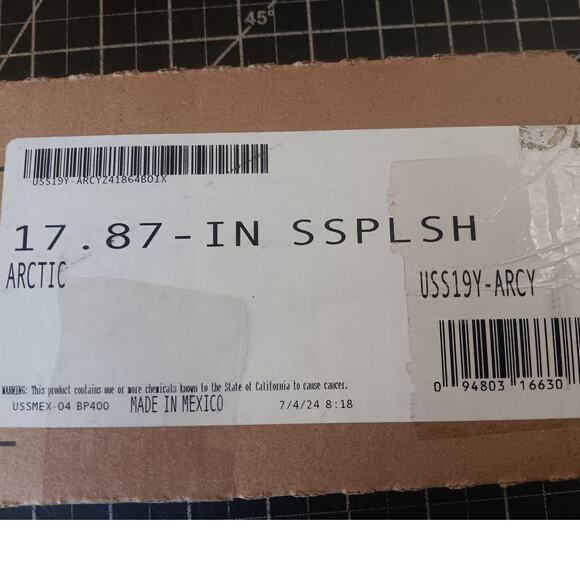 45°
USS19Y-ARCY241864B01X
17.87-IN SSPLSH
ARCTIC
USS19Y-ARCY
0 94803 16630
WARNING: This product contains one or more chemicals known to the State of California to cause cancer.
USSMEX-04 BP400 MADE IN MEXICO 7/4/24 8:18